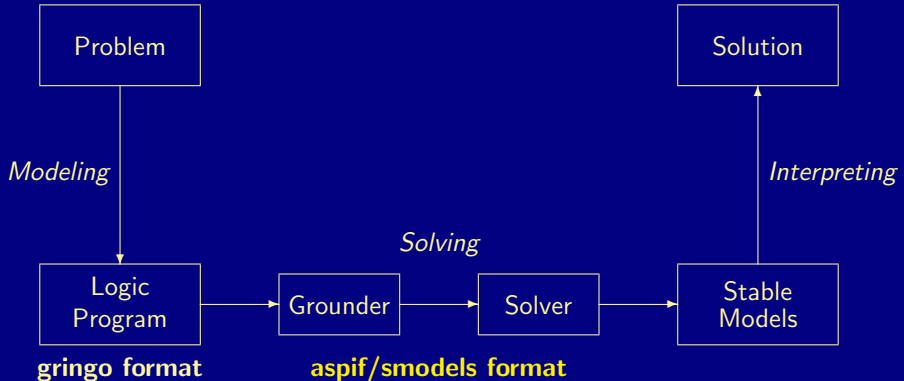 Problem
Solution
Modeling
Interpreting
Solving
Logic
Program
Grounder
Solver
Stable
Models
gringo format
aspif/smodels format